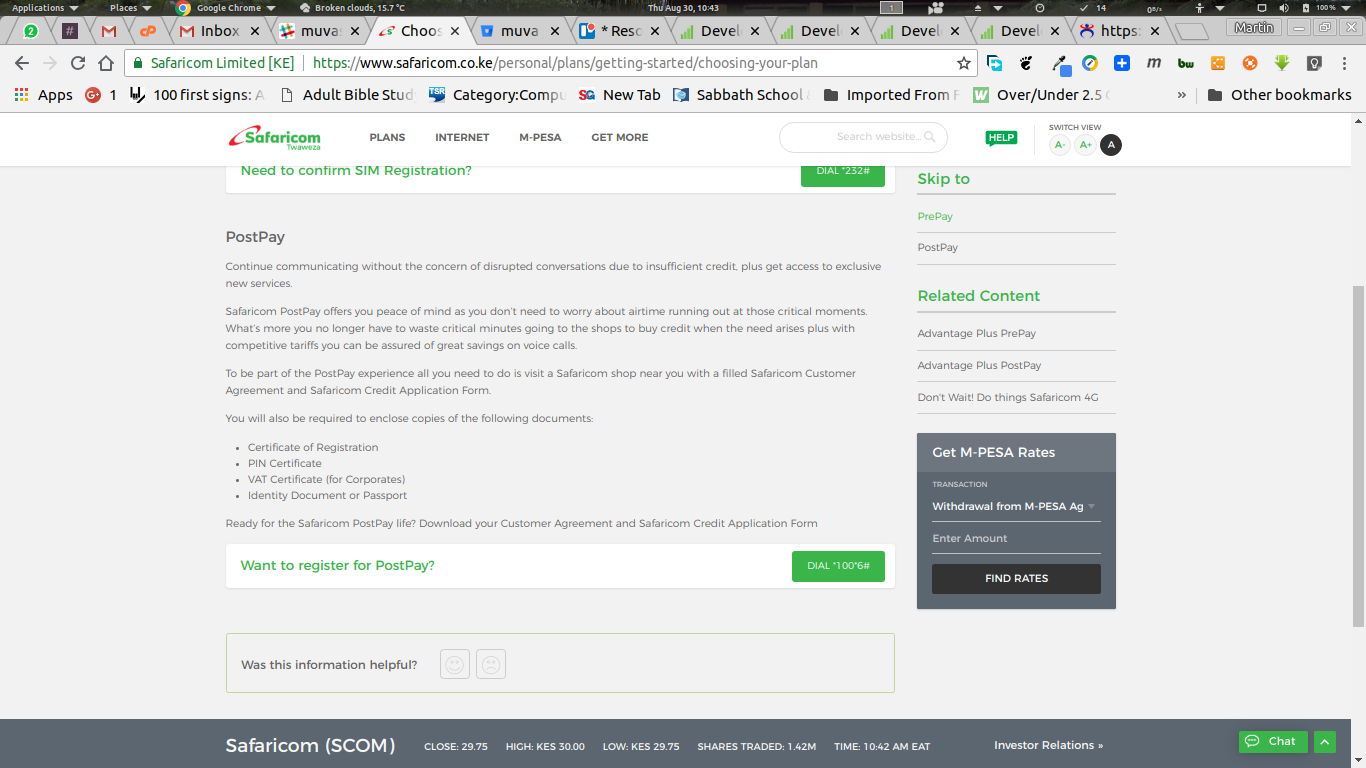 Applications
Places
Google Chrome
Broken clouds, 15.7 °C
Thu Aug 30, 10:43
1
14
100%
2
#
Inbox
muvas
Choos
muva
* Reso
Develo
Develo
Develo
Develo
https:
Martin
Safaricom Limited [KE]
https://www.safaricom.co.ke/personal/plans/getting-started/choosing-your-plan
Apps
1
100 first signs: A
Adult Bible Stud
Category:Compu
New Tab
Sabbath School
Imported From F
Over/Under 2.5
»
Other bookmarks
Safaricom
Twaweza
PLANS
INTERNET
M-PESA
GET MORE
Search website...
HELP
SWITCH VIEW
A-
A+
A
Need to confirm SIM Registration?
DIAL *232#
PostPay
Continue communicating without the concern of disrupted conversations due to insufficient credit, plus get access to exclusive
new services.
Safaricom PostPay offers you peace of mind as you don't need to worry about airtime running out at those critical moments.
What's more you no longer have to waste critical minutes going to the shops to buy credit when the need arises plus with
competitive tariffs you can be assured of great savings on voice calls.
To be part of the PostPay experience all you need to do is visit a Safaricom shop near you with a filled Safaricom Customer
Agreement and Safaricom Credit Application Form.
You will also be required to enclose copies of the following documents:
• Certificate of Registration
• PIN Certificate
• VAT Certificate (for Corporates)
• Identity Document or Passport
Ready for the Safaricom PostPay life? Download your Customer Agreement and Safaricom Credit Application Form
Want to register for PostPay?
DIAL *100*6#
Was this information helpful?
Skip to
PrePay
PostPay
Related Content
Advantage Plus PrePay
Advantage Plus PostPay
Don't Wait! Do things Safaricom 4G
Get M-PESA Rates
TRANSACTION
Withdrawal from M-PESA Ag
Enter Amount
FIND RATES
Safaricom (SCOM)
CLOSE: 29.75
HIGH: KES 30.00
LOW: KES 29.75
SHARES TRADED: 1.42M
TIME: 10:42 AM EAT
Investor Relations »
Chat